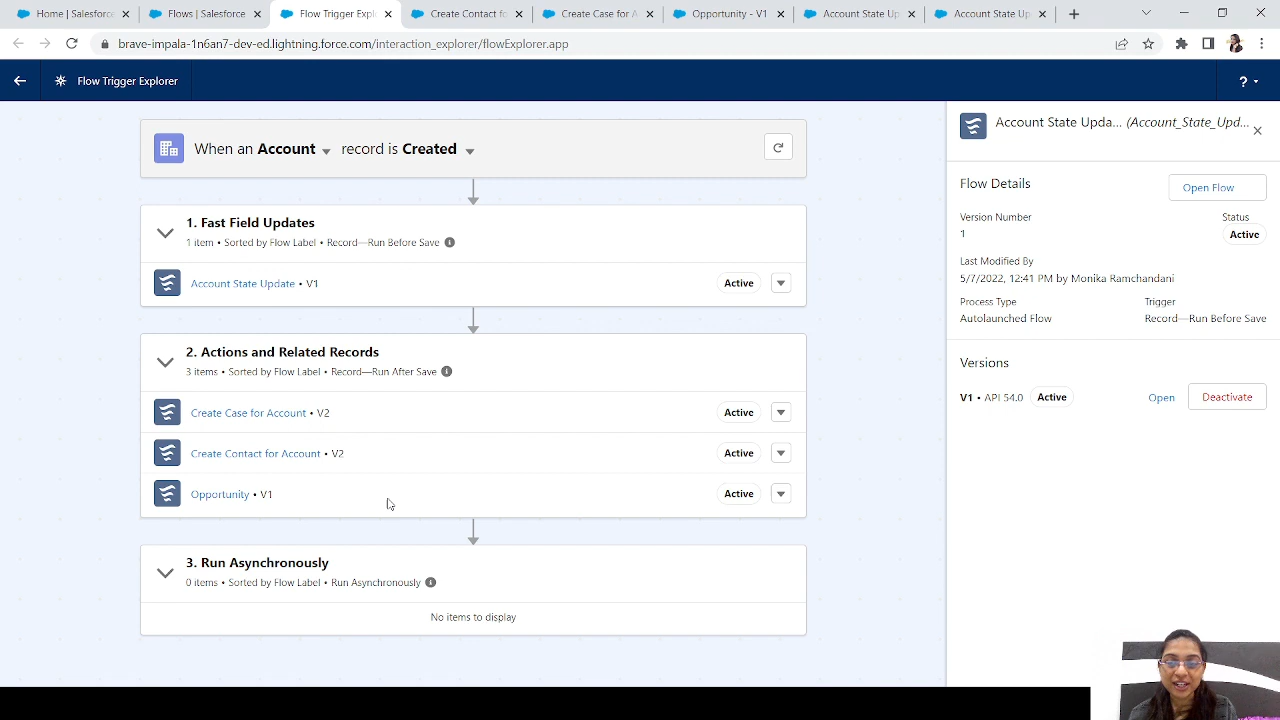 Home | Salesforce
Flows | Salesforce
Flow Trigger Explo
Create Contact for
Create Case for A
Opportunity - V1
Account State Up
Account State Up
brave-impala-1n6an7-dev-ed.lightning.force.com/interaction_explorer/flowExplorer.app
Flow Trigger Explorer
?
When an Account record is Created
1. Fast Field Updates
1 item • Sorted by Flow Label • Record—Run Before Save
Account State Update • V1
Active
2. Actions and Related Records
3 items • Sorted by Flow Label • Record—Run After Save
Create Case for Account • V2
Active
Create Contact for Account • V2
Active
Opportunity • V1
Active
3. Run Asynchronously
0 items • Sorted by Flow Label • Run Asynchronously
No items to display
Account State Upda... (Account_State_Upd...
Flow Details
Open Flow
Version Number
Status
1
Active
Last Modified By
5/7/2022, 12:41 PM by Monika Ramchandani
Process Type
Trigger
Autolaunched Flow
Record—Run Before Save
Versions
V1 • API 54.0 Active Open Deactivate